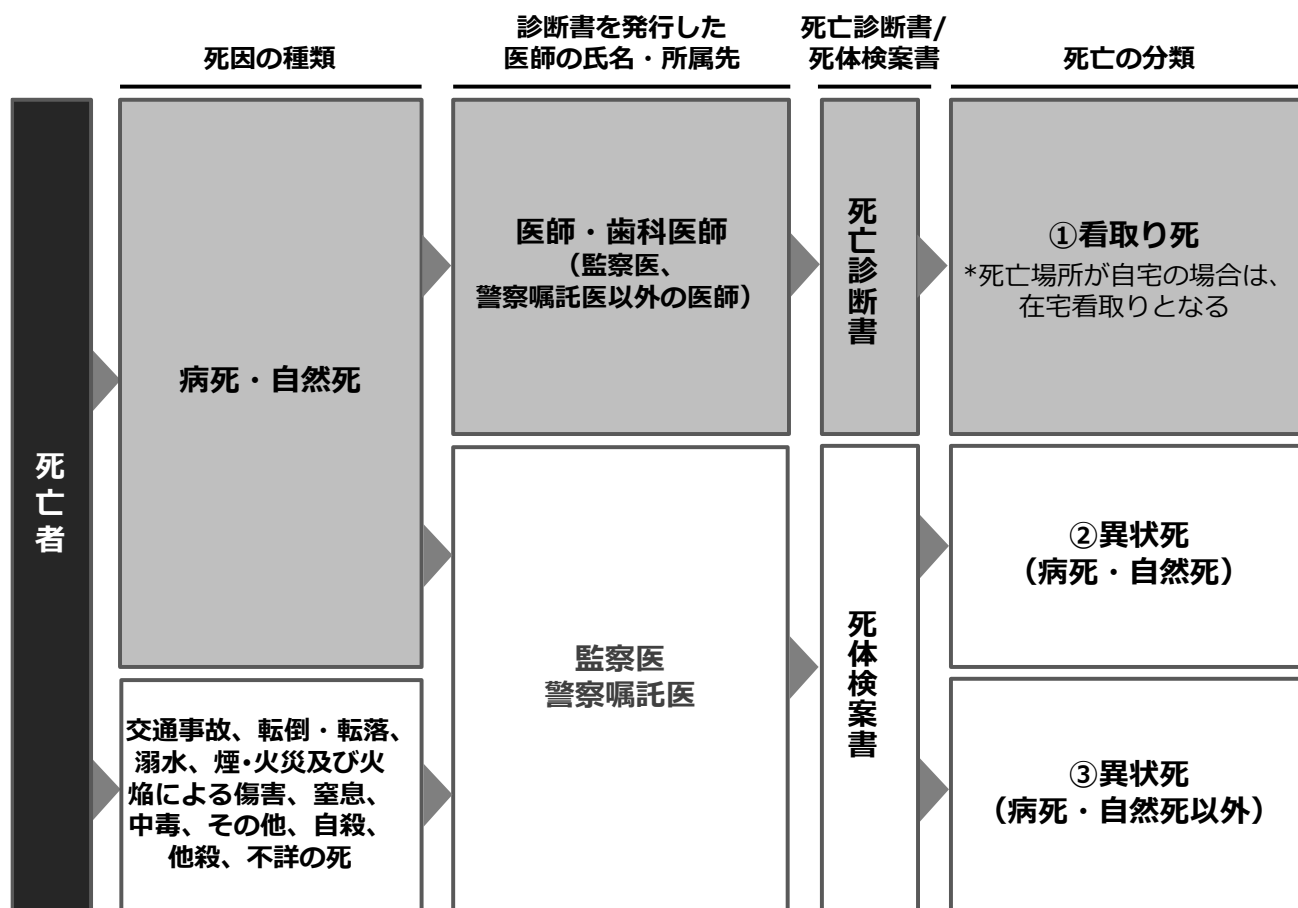 死因の種類
診断書を発行した
医師の氏名・所属先
死亡診断書/
死体検案書
死亡の分類
死亡者
病死・自然死
医師・歯科医師
（監察医、
警察嘱託医以外の医師）
死亡診断書
①看取り死
*死亡場所が自宅の場合は、
在宅看取りとなる
監察医
警察嘱託医
死体検案書
②異状死
（病死・自然死）
交通事故、転倒・転落、
溺水、煙・火災及び火
焔による傷害、窒息、
中毒、その他、自殺、
他殺、不詳の死
③異状死
（病死・自然死以外）